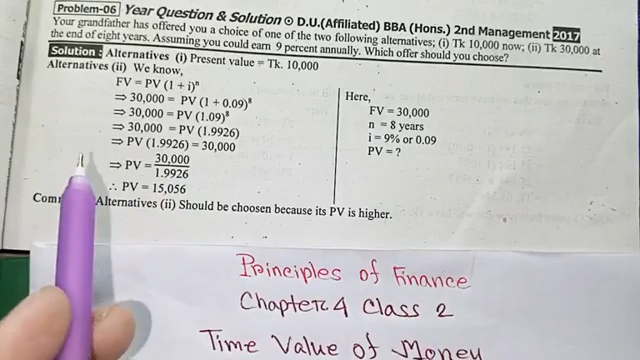 Problem-06 Year Question & Solution ⊙ D.U.(Affiliated) BBA (Hons.) 2nd Management 2017
Your grandfather has offered you a choice of one of the two following alternatives; (i) Tk 10,000 now; (ii) Tk 30,000 at
the end of eight years. Assuming you could earn 9 percent annually. Which offer should you choose?
Solution : Alternatives (i) Present value = Tk. 10,000
Alternatives (ii) We know,
FV = PV (1 + i)ⁿ
⇒ 30,000 = PV (1 + 0.09)⁸
⇒ 30,000 = PV (1.09)⁸
⇒ 30,000 = PV (1.9926)
⇒ PV (1.9926) = 30,000
⇒ PV = 30,000 / 1.9926
∴ PV = 15,056
Here,
FV = 30,000
n = 8 years
i = 9% or 0.09
PV = ?
Alternatives (ii) Should be choosen because its PV is higher.
Principles of Finance
Chapter 4 Class 2
Time Value of Money